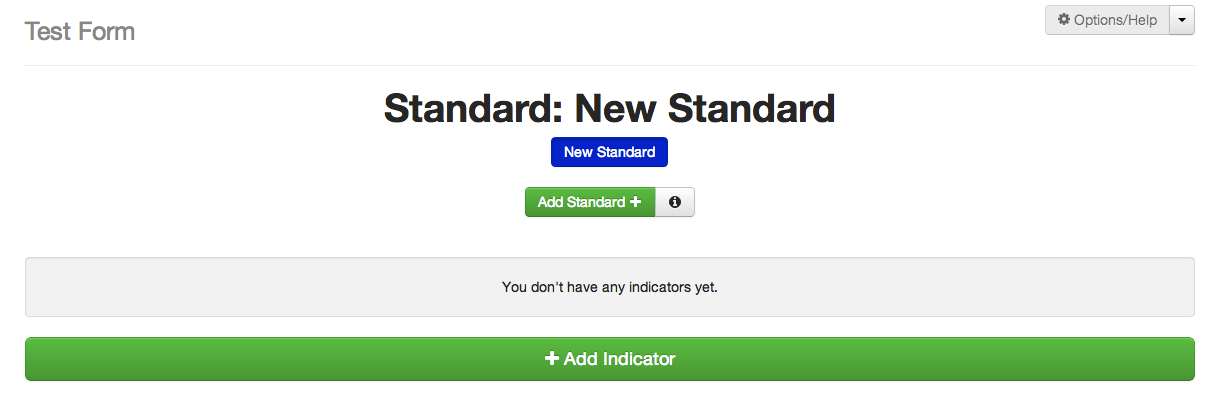 Test Form
Options/Help
Standard: New Standard
New Standard
Add Standard
You don't have any indicators yet.
Add Indicator